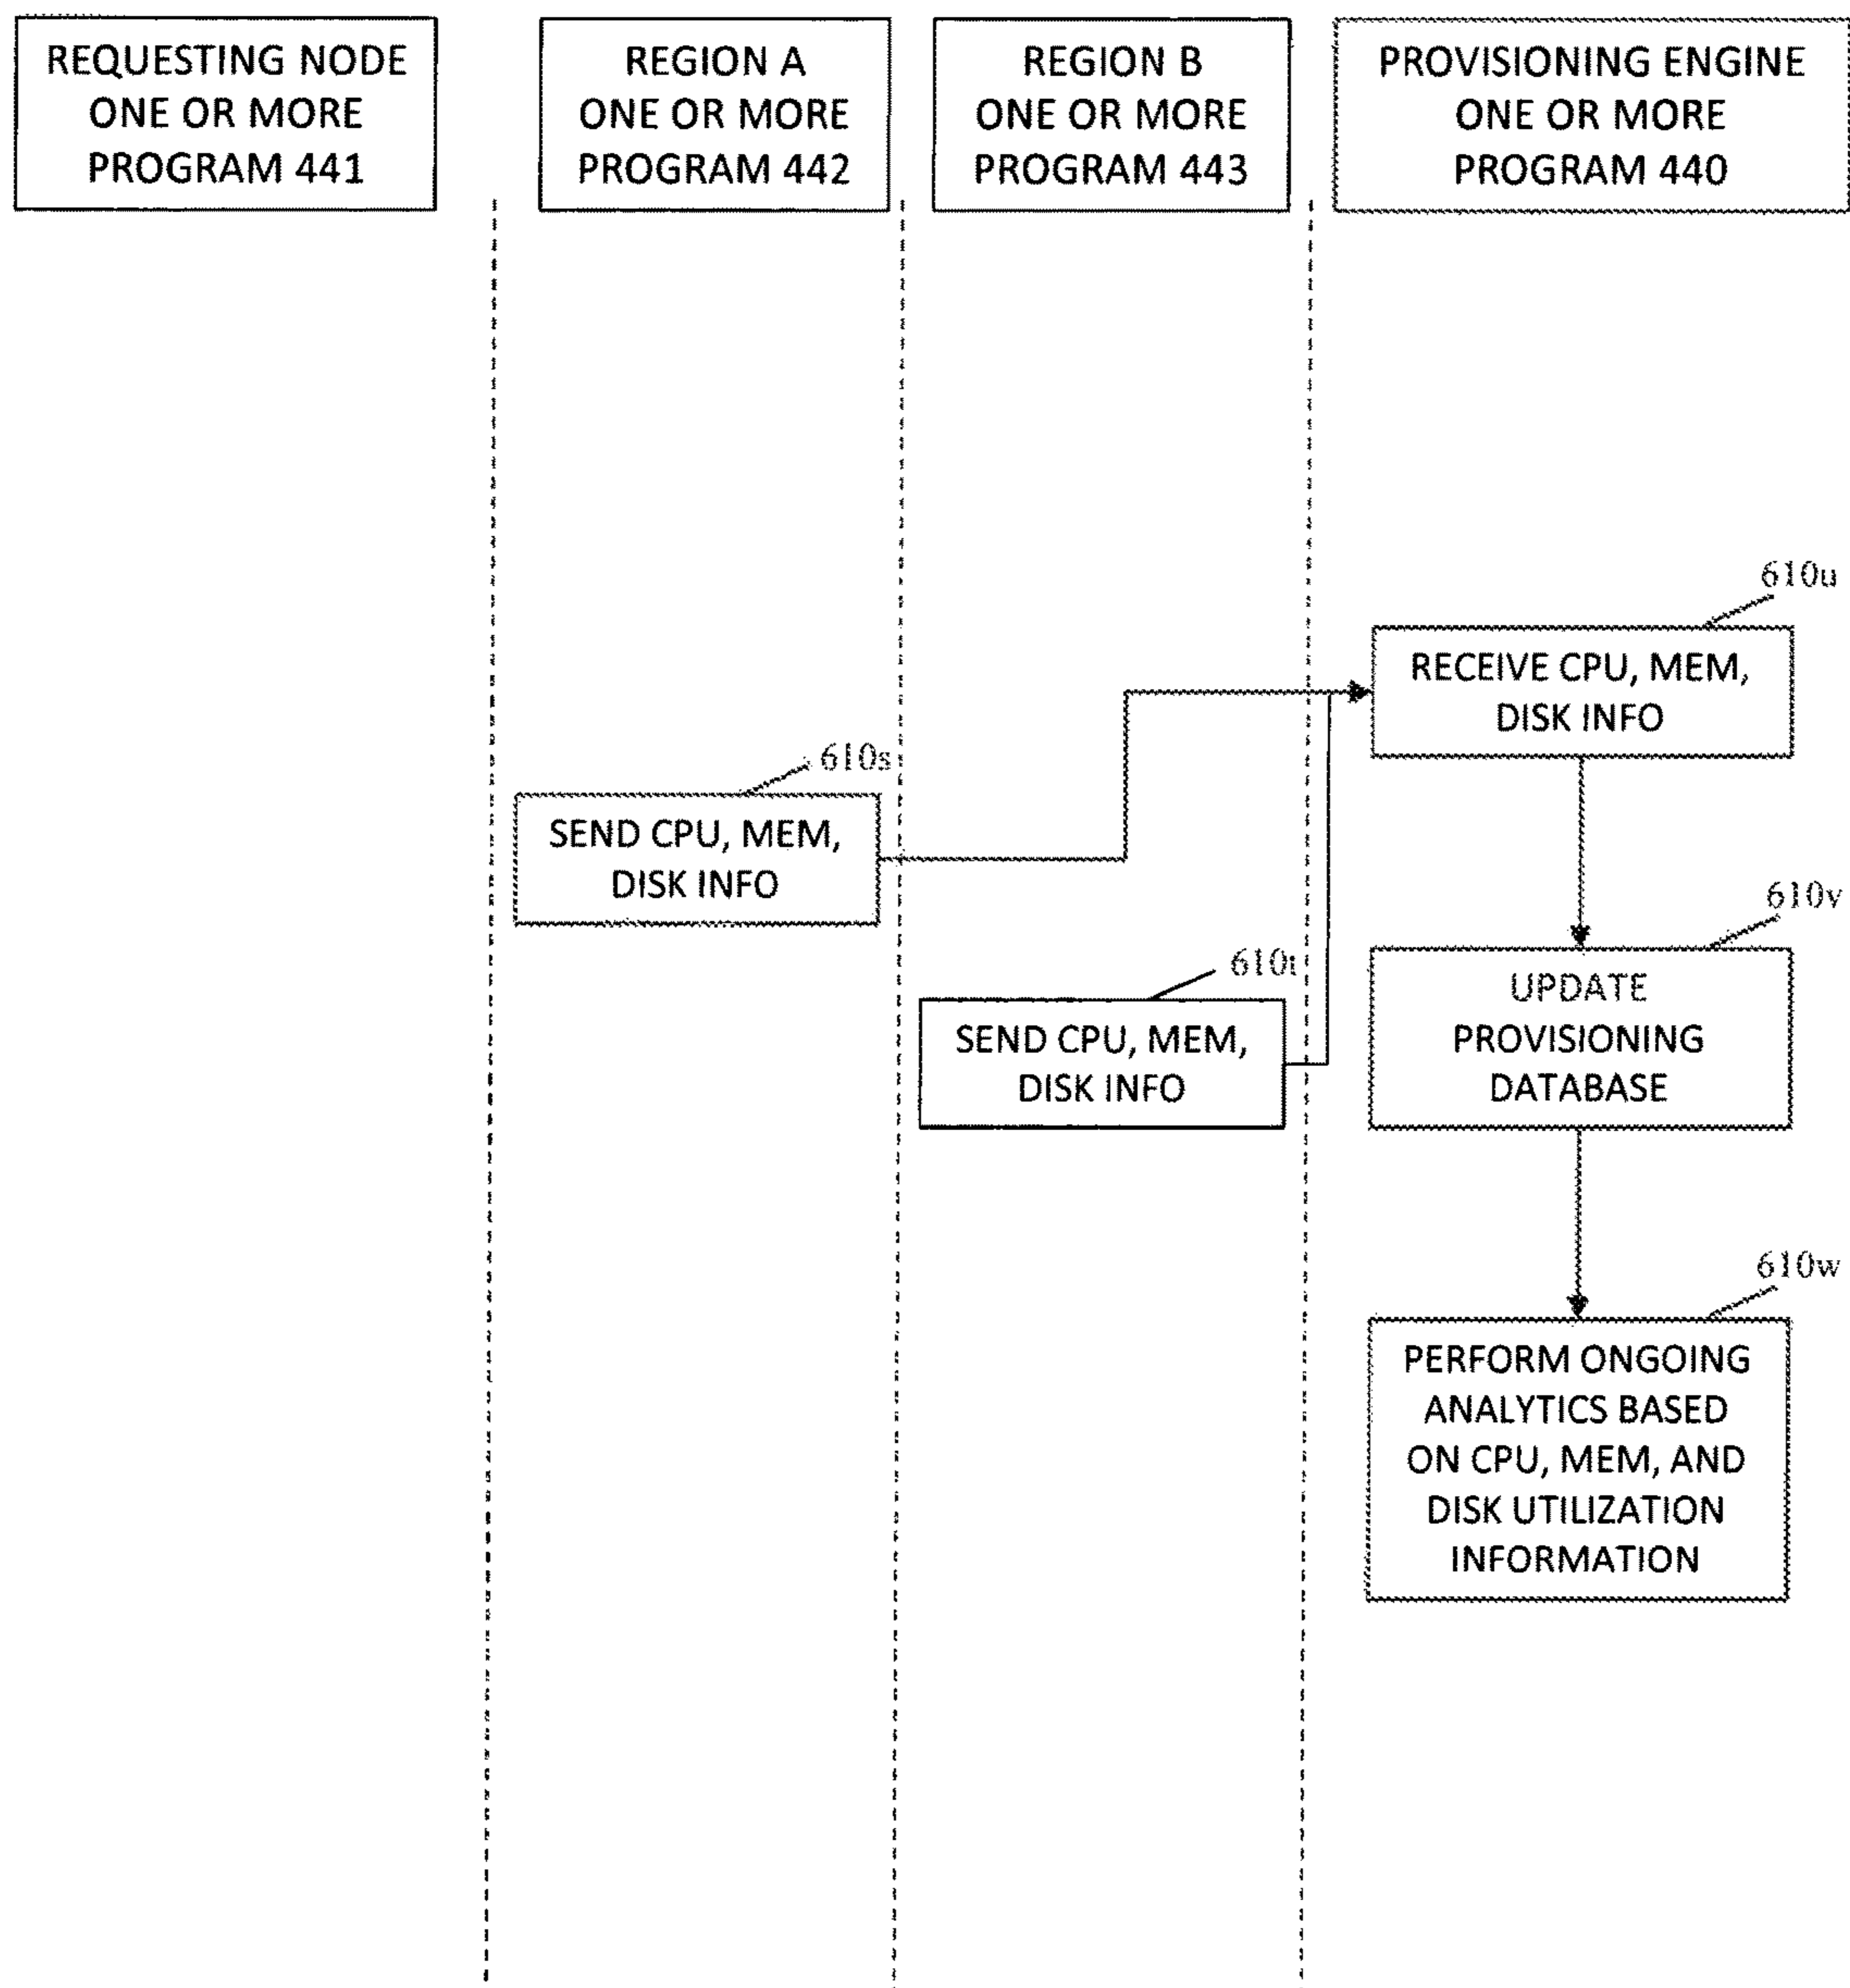 REQUESTING NODE
ONE OR MORE
PROGRAM 441
REGION A
ONE OR MORE
PROGRAM 442
REGION B
ONE OR MORE
PROGRAM 443
PROVISIONING ENGINE
ONE OR MORE
PROGRAM 440
610u
RECEIVE CPU, MEM,
DISK INFO
610s
SEND CPU, MEM,
DISK INFO
610v
UPDATE
PROVISIONING
DATABASE
610t
SEND CPU, MEM,
DISK INFO
610w
PERFORM ONGOING
ANALYTICS BASED
ON CPU, MEM, AND
DISK UTILIZATION
INFORMATION